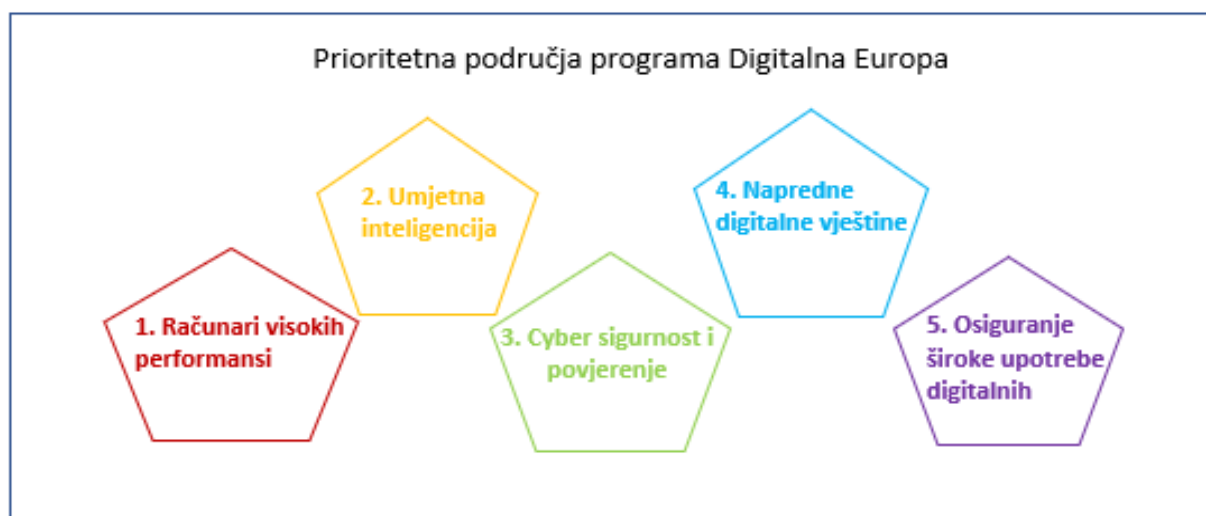 Prioritetna područja programa Digitalna Europa
1. Računari visokih
performansi
2. Umjetna
inteligencija
3. Cyber sigurnost i
povjerenje
4. Napredne
digitalne vještine
5. Osiguranje
široke upotrebe
digitalnih